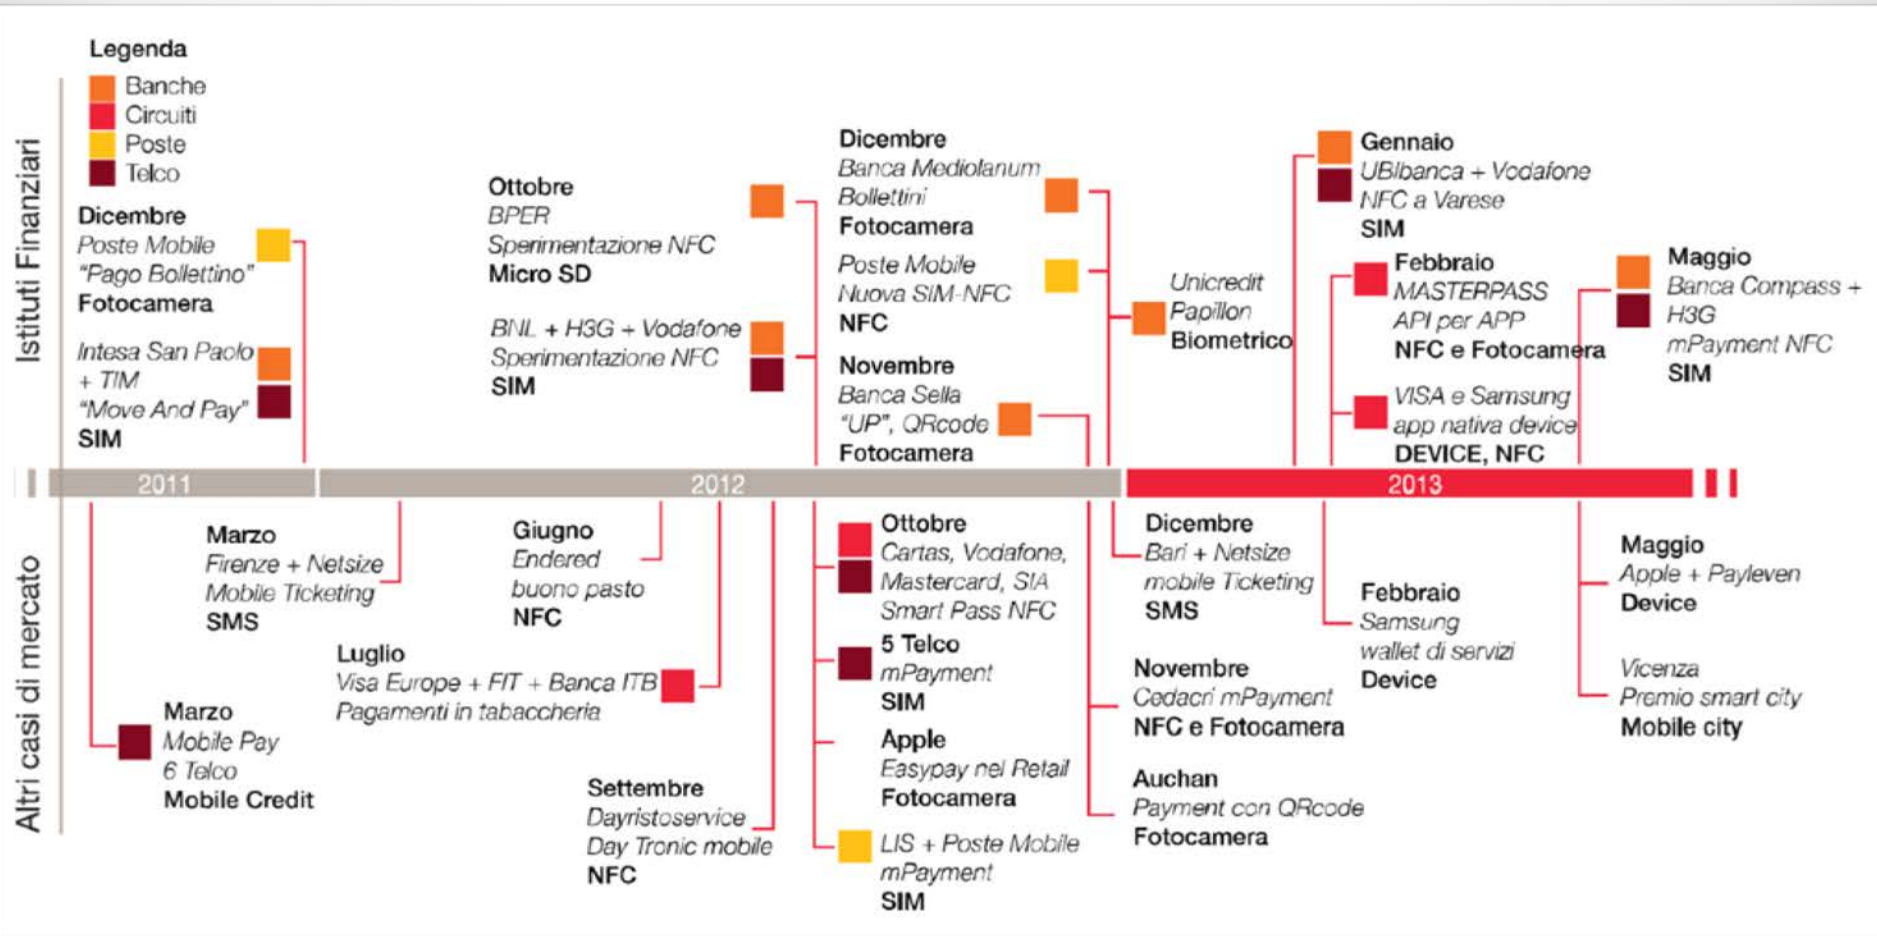 Legenda
Banche
Circuiti
Poste
Telco
Istituti Finanziari
Dicembre
Poste Mobile
“Pago Bollettino”
Fotocamera
Intesa San Paolo
+ TIM
“Move And Pay”
SIM
Ottobre
BPER
Sperimentazione NFC
Micro SD
BNL + H3G + Vodafone
Sperimentazione NFC
SIM
Dicembre
Banca Mediolanum
Bollettini
Fotocamera
Poste Mobile
Nuova SIM-NFC
NFC
Novembre
Banca Sella
“UP”, QRcode
Fotocamera
Unicredit
Papillon
Biometrico
Gennaio
UBIbanca + Vodafone
NFC a Varese
SIM
Febbraio
MASTERPASS
API per APP
NFC e Fotocamera
VISA e Samsung
app nativa device
DEVICE, NFC
Maggio
Banca Compass +
H3G
mPayment NFC
SIM
2011
2012
2013
Altri casi di mercato
Marzo
Mobile Pay
6 Telco
Mobile Credit
Marzo
Firenze + Netsize
Mobile Ticketing
SMS
Giugno
Endered
buono pasto
NFC
Luglio
Visa Europe + FIT + Banca ITB
Pagamenti in tabaccheria
Settembre
Dayristoservice
Day Tronic mobile
NFC
Ottobre
Cartas, Vodafone,
Mastercard, SIA
Smart Pass NFC
5 Telco
mPayment
SIM
Apple
Easypay nel Retail
Fotocamera
LIS + Poste Mobile
mPayment
SIM
Dicembre
Bari + Netsize
mobile Ticketing
SMS
Novembre
Cedacri mPayment
NFC e Fotocamera
Auchan
Payment con QRcode
Fotocamera
Febbraio
Samsung
wallet di servizi
Device
Maggio
Apple + Payleven
Device
Vicenza
Premio smart city
Mobile city